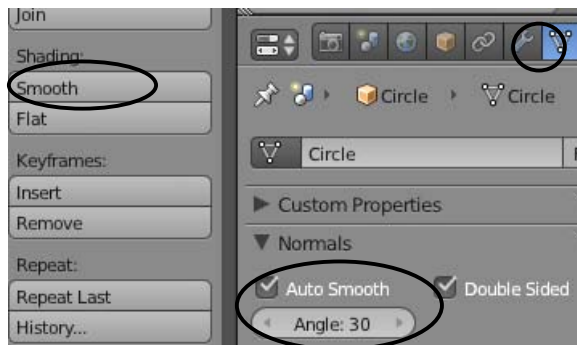 Join
Shading:
Smooth
Flat
Keyframes:
Insert
Remove
Repeat:
Repeat Last
History...
Circle
Circle
Circle
Custom Properties
Normals
Auto Smooth
Double Sided
Angle: 30